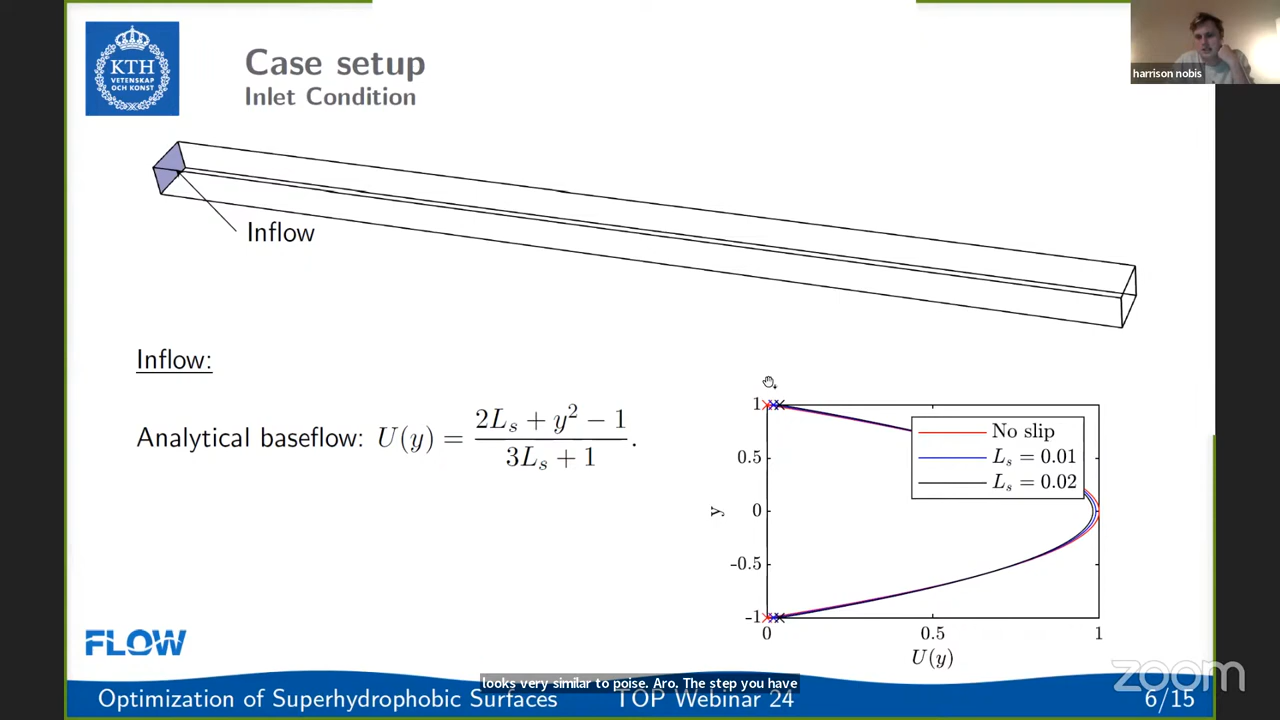 KTH
VETENSKAP
OCH KONST
Case setup
Inlet Condition
harrison nobis
Inflow
Inflow:
Analytical baseflow: U(y) = \frac{2L_s + y^2 - 1}{3L_s + 1}.
1
0.5
0
-0.5
-1
y
No slip
L_s = 0.01
L_s = 0.02
0 0.5 1
U(y)
FLOW
looks very similar to poise. Aro. The step you have
zoom
Optimization of Superhydrophobic Surfaces TOP Webinar 24 6/15